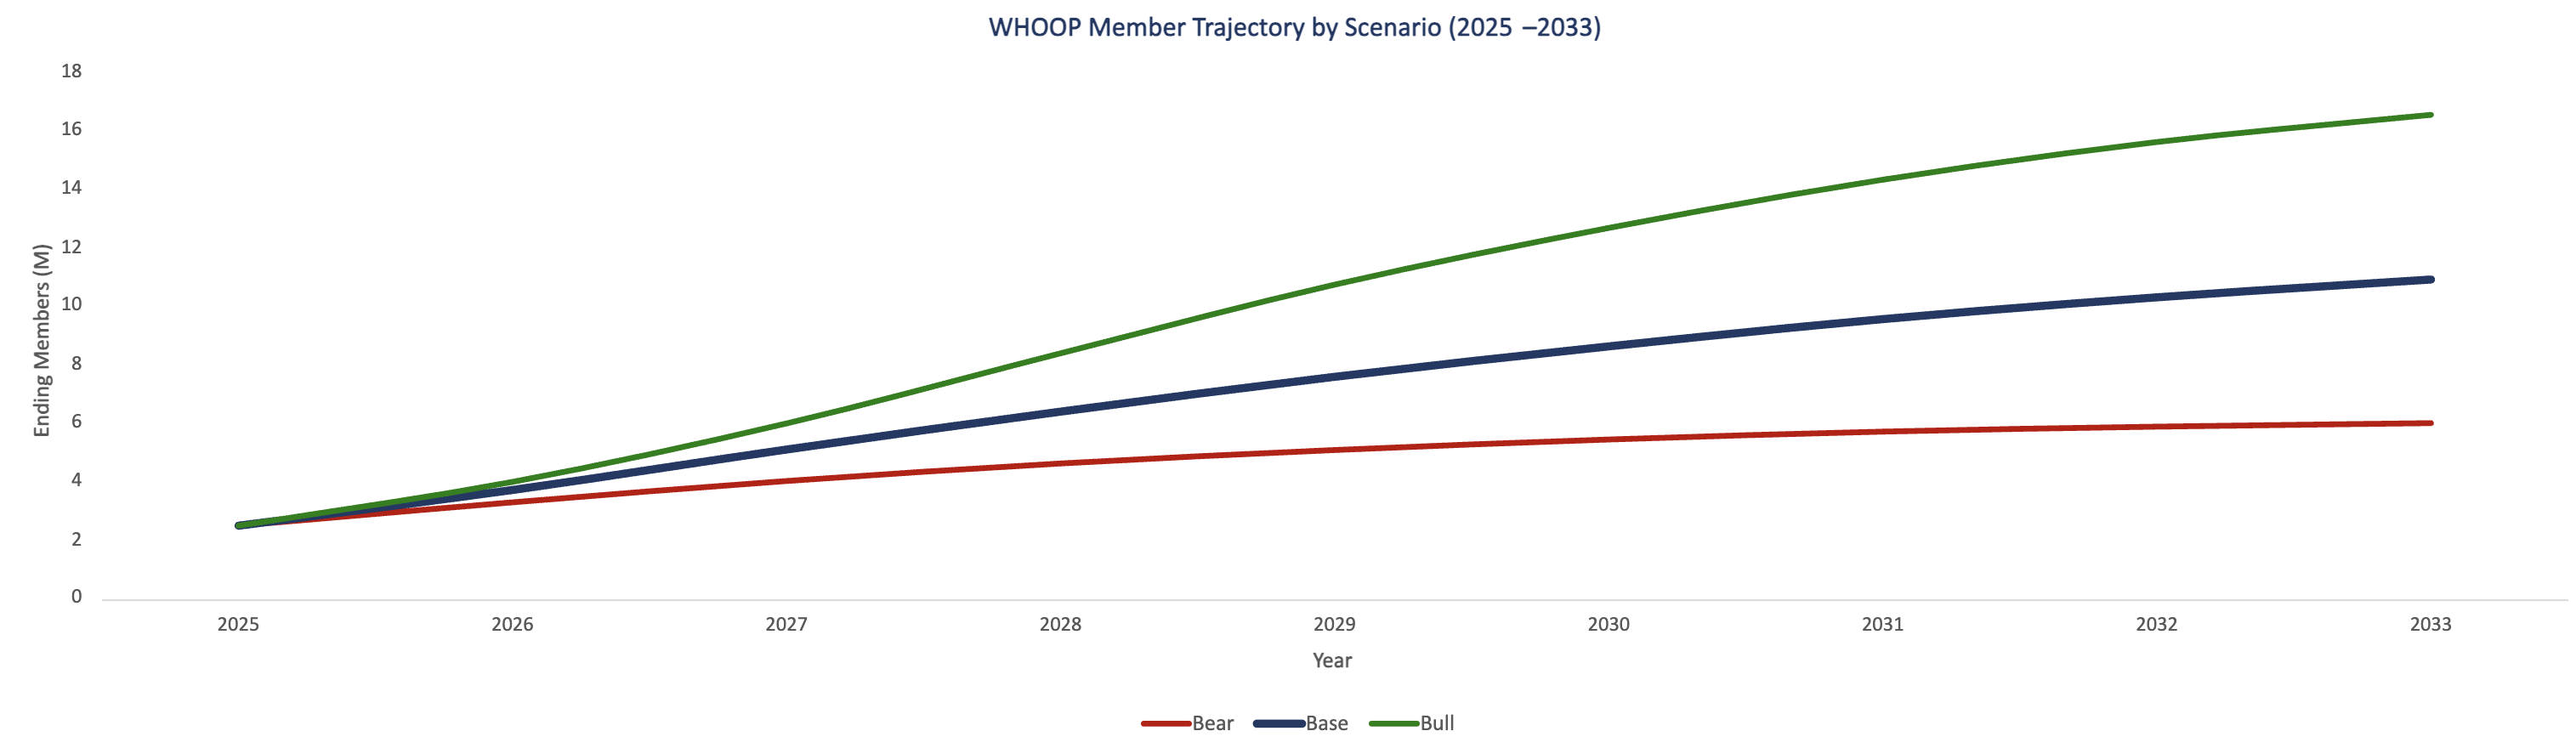 WHOOP Member Trajectory by Scenario (2025 –2033)
18
16
14
12
10
8
6
4
2
0
Ending Members (M)
2025 2026 2027 2028 2029 2030 2031 2032 2033
Year
Bear Base Bull